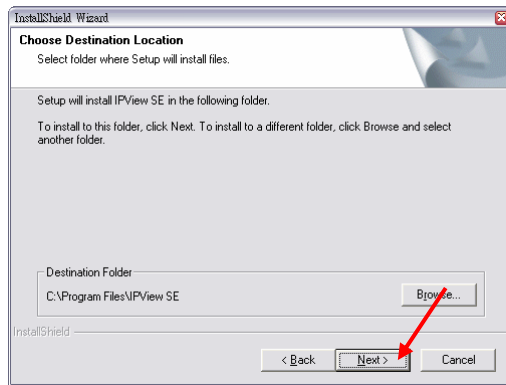 InstallShield Wizard
Choose Destination Location
Select folder where Setup will install files.
Setup will install IPView SE in the following folder.
To install to this folder, click Next. To install to a different folder, click Browse and select
another folder.
Destination Folder
C:\Program Files\IPView SE
Browse...
InstallShield
< Back
Next >
Cancel